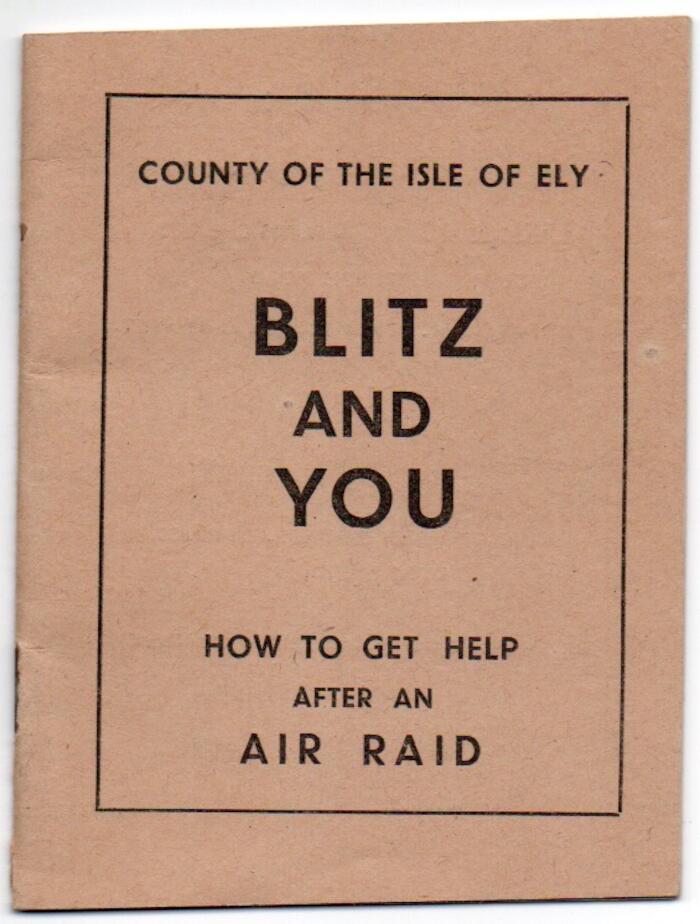 COUNTY OF THE ISLE OF ELY
BLITZ
AND
YOU
HOW TO GET HELP
AFTER AN
AIR RAID